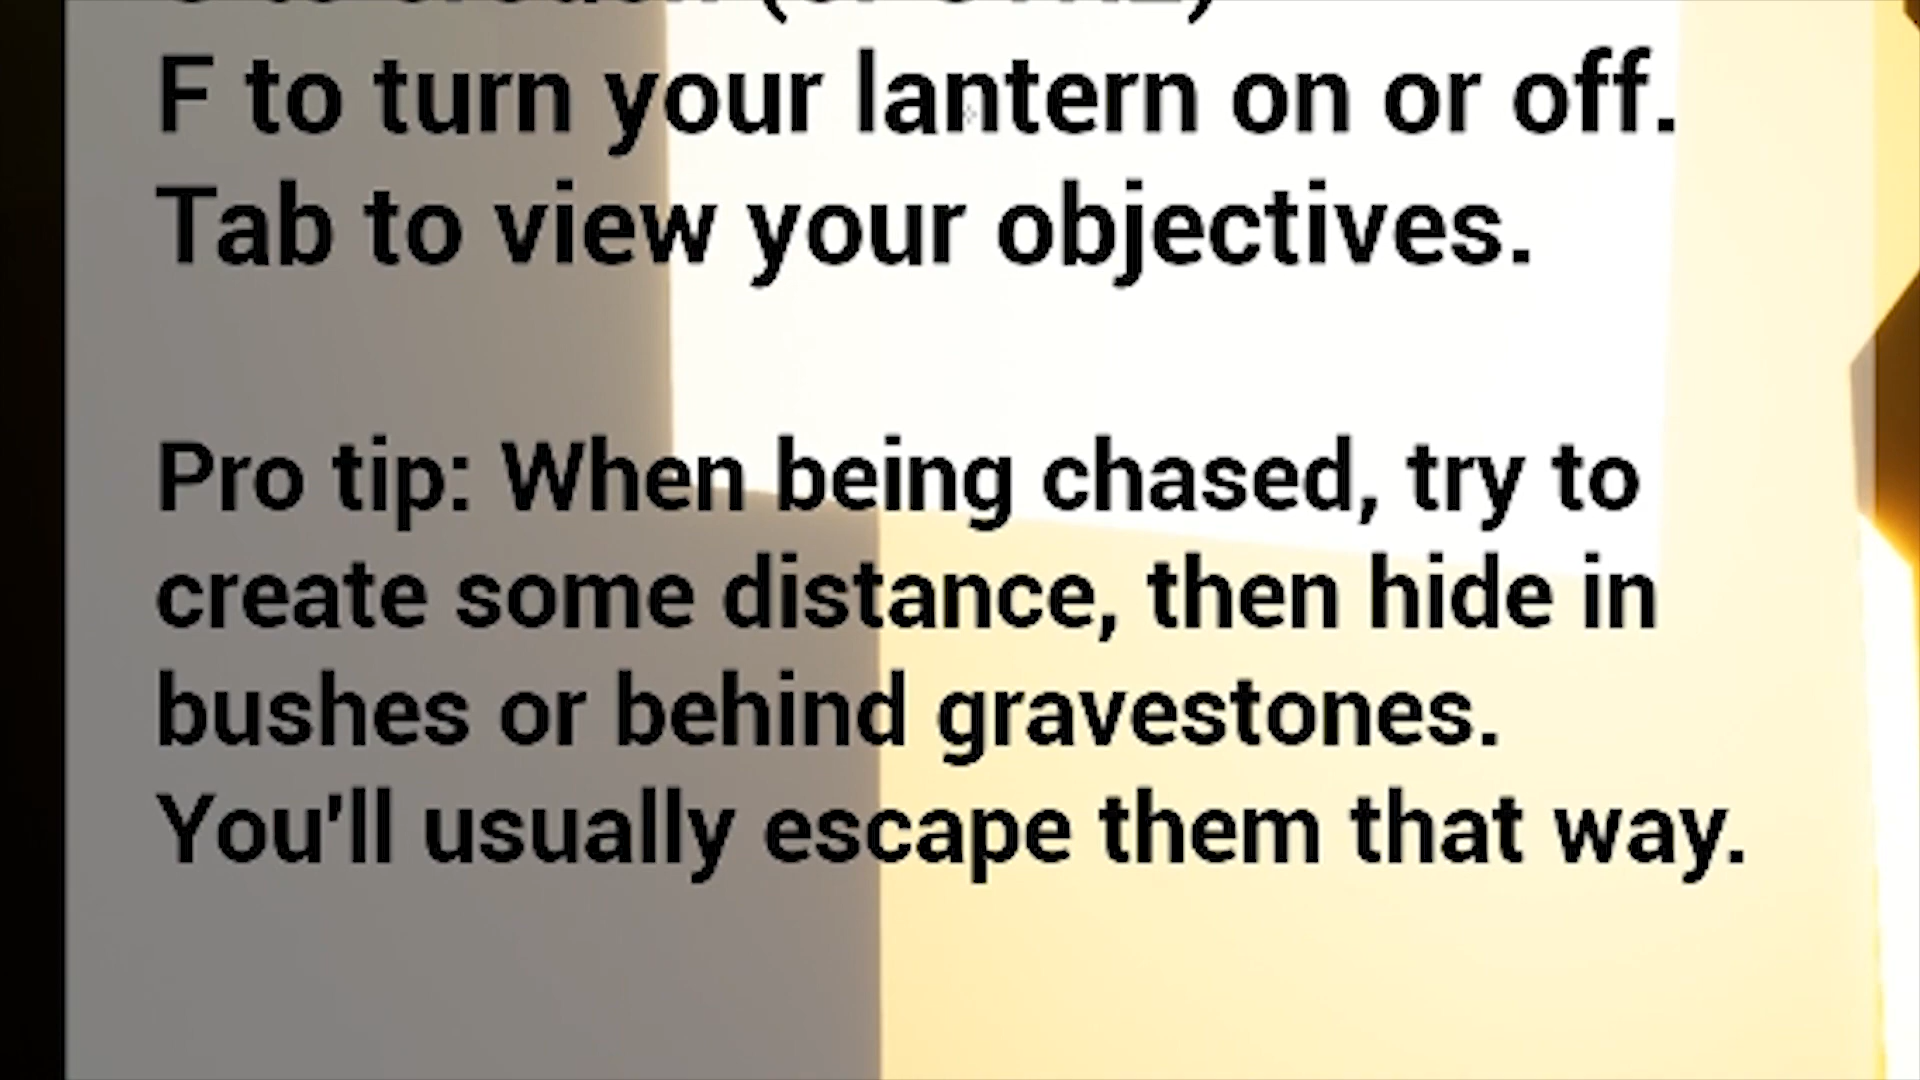 F to turn your lantern on or off.
Tab to view your objectives.
Pro tip: When being chased, try to
create some distance, then hide in
bushes or behind gravestones.
You'll usually escape them that way.